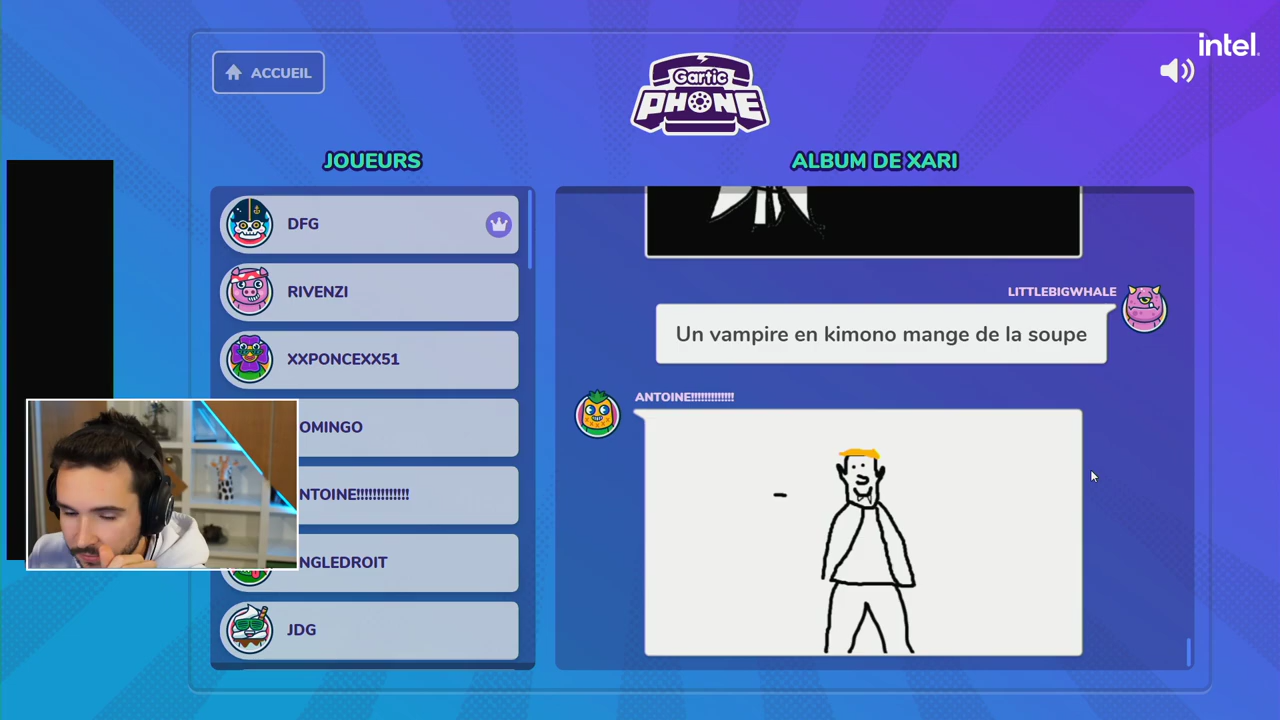 intel.
ACCUEIL
Gartic
PHONE
JOUEURS
ALBUM DE XARI
DFG
RIVENZI
XXPONCEXX51
OMINGO
NTOINE!!!!!!!!!!!!!
NGLEDROIT
JDG
LITTLEBIGWHALE
Un vampire en kimono mange de la soupe
ANTOINE!!!!!!!!!!!!!